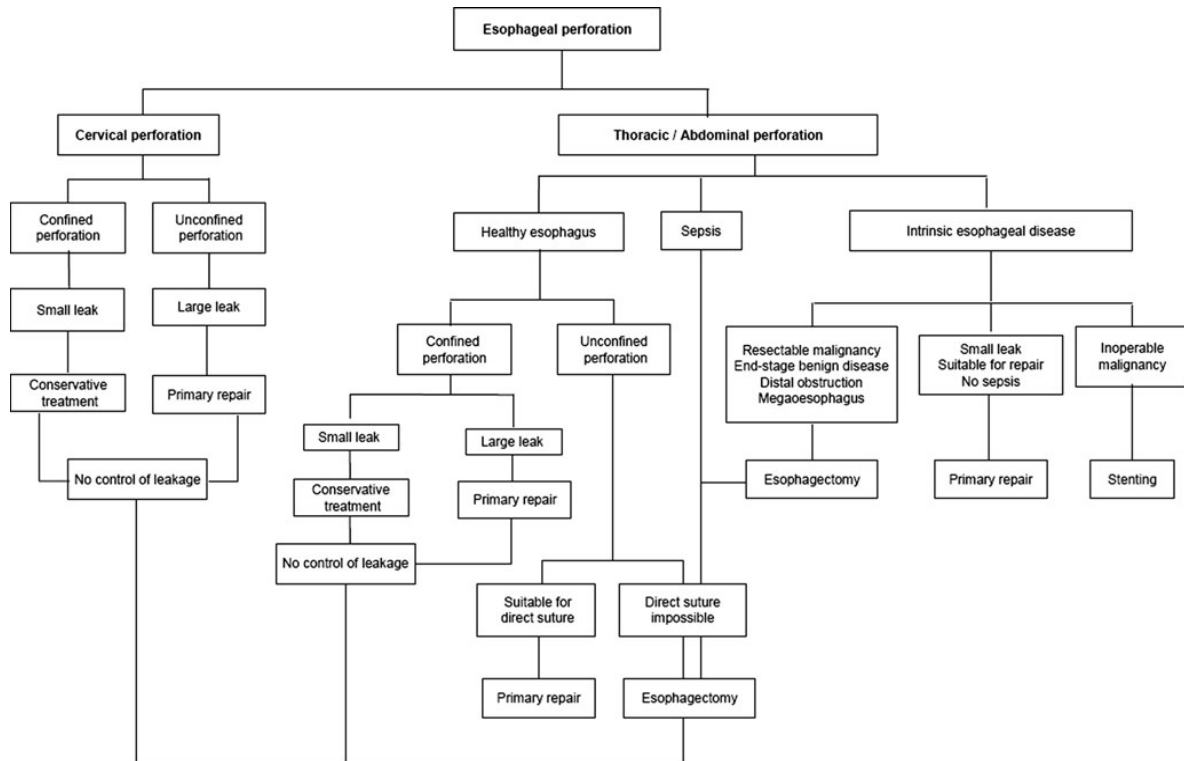 Esophageal perforation
Cervical perforation
Thoracic / Abdominal perforation
Confined
perforation
Unconfined
perforation
Healthy esophagus
Sepsis
Intrinsic esophageal disease
Small leak
Large leak
Confined
perforation
Unconfined
perforation
Resectable malignancy
End-stage benign disease
Distal obstruction
Megaoesophagus
Small leak
Suitable for repair
No sepsis
Inoperable
malignancy
Conservative
treatment
Primary repair
Small leak
Large leak
No control of leakage
Conservative
treatment
Primary repair
Esophagectomy
Primary repair
Stenting
No control of leakage
Suitable for
direct suture
Direct suture
impossible
Primary repair
Esophagectomy